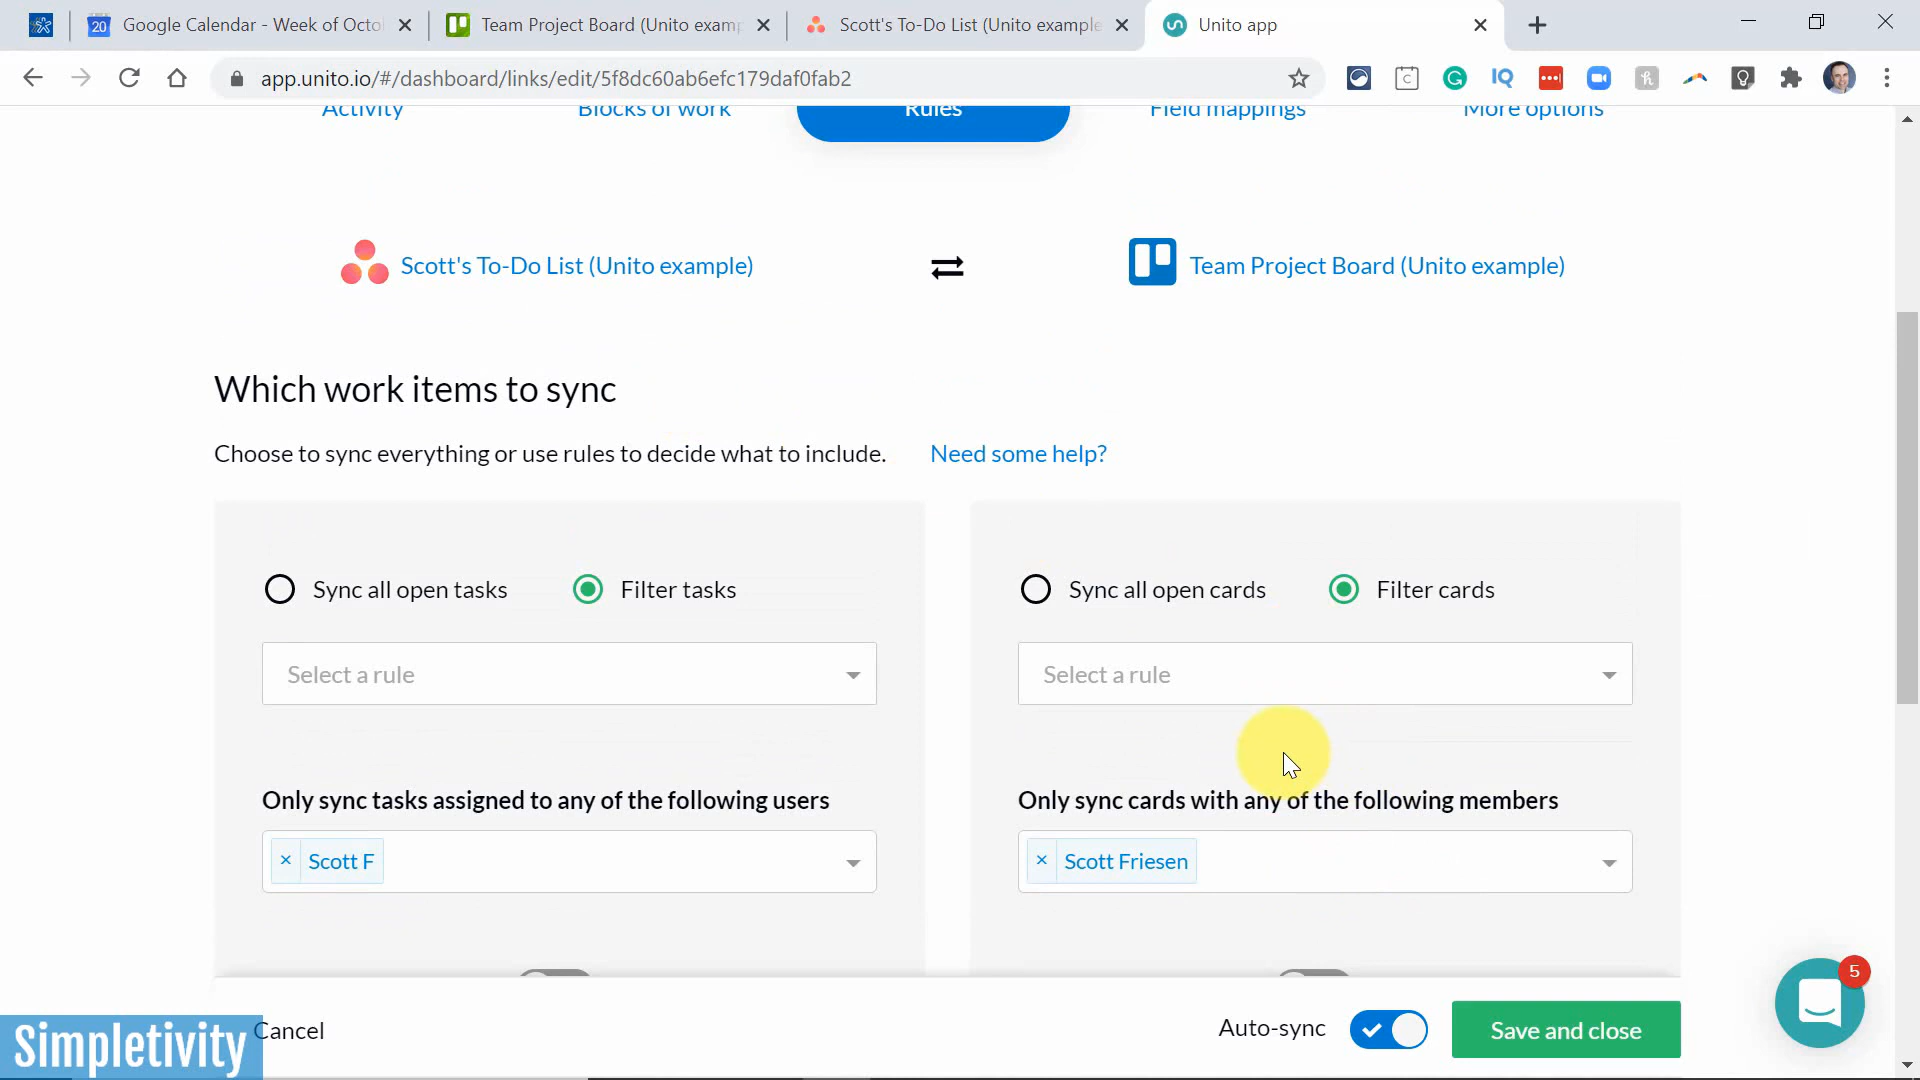 20 Google Calendar - Week of Octo
Team Project Board (Unito examp
Scott's To-Do List (Unito example
Unito app
app.unito.io/#/dashboard/links/edit/5f8dc60ab6efc179daf0fab2
Activity
Blocks of work
Rules
Field mappings
More options
Scott's To-Do List (Unito example)
Team Project Board (Unito example)
Which work items to sync
Choose to sync everything or use rules to decide what to include.
Need some help?
Sync all open tasks
Filter tasks
Sync all open cards
Filter cards
Select a rule
Select a rule
Only sync tasks assigned to any of the following users
Only sync cards with any of the following members
× Scott F
× Scott Friesen
5
Cancel
Auto-sync
Save and close
Simpletivity